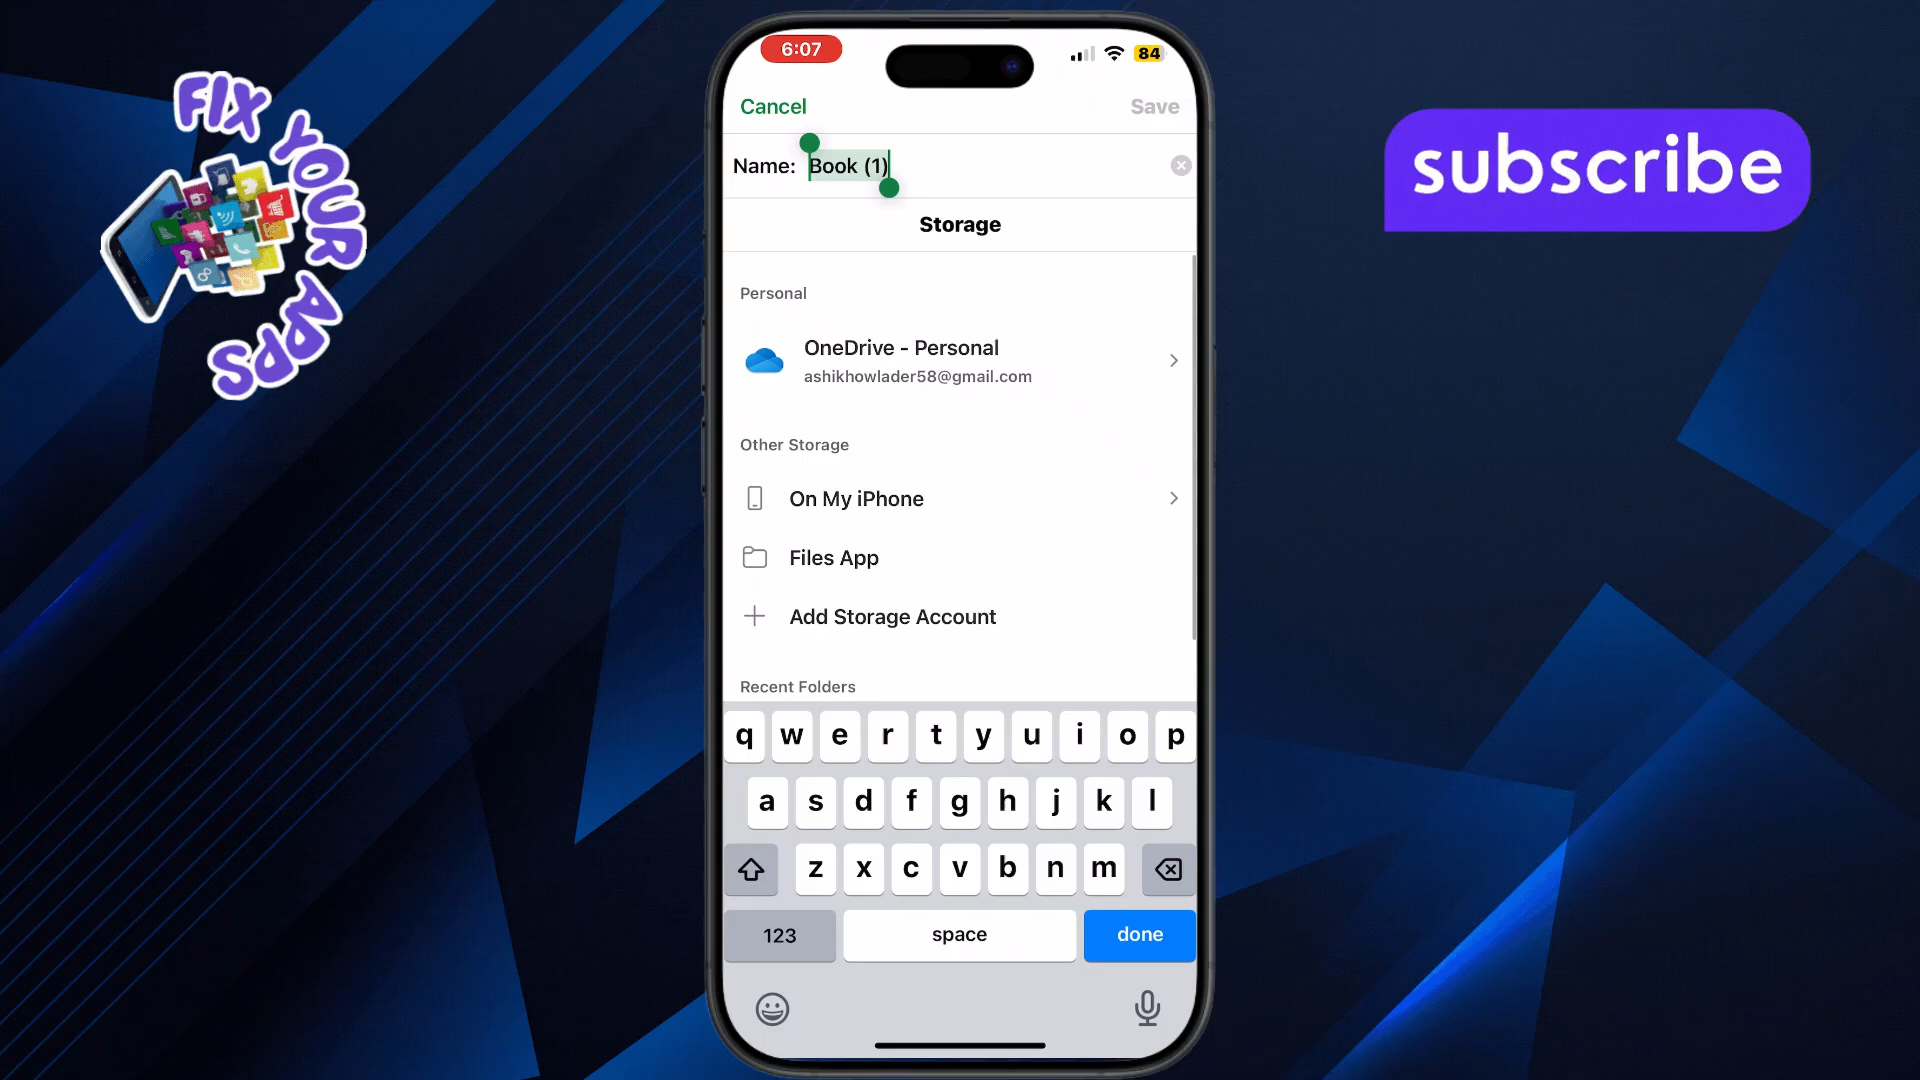 FIX YOUR APPS
6:07
84
Cancel
Save
Name: Book (1)
Storage
Personal
OneDrive - Personal
ashikhowlader58@gmail.com
Other Storage
On My iPhone
Files App
Add Storage Account
Recent Folders
q w e r t y u i o p
a s d f g h j k l
z x c v b n m
123 space done
subscribe